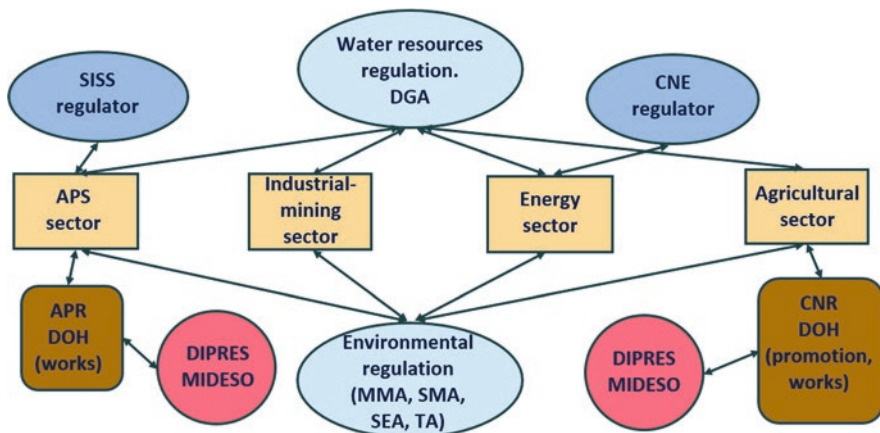 Water resources
regulation.
DGA
SISS
regulator
CNE
regulator
APS
sector
Industrial-
mining
sector
Energy
sector
Agricultural
sector
APR
DOH
(works)
DIPRES
MIDESO
Environmental
regulation
(MMA, SMA,
SEA, TA)
DIPRES
MIDESO
CNR
DOH
(promotion,
works)